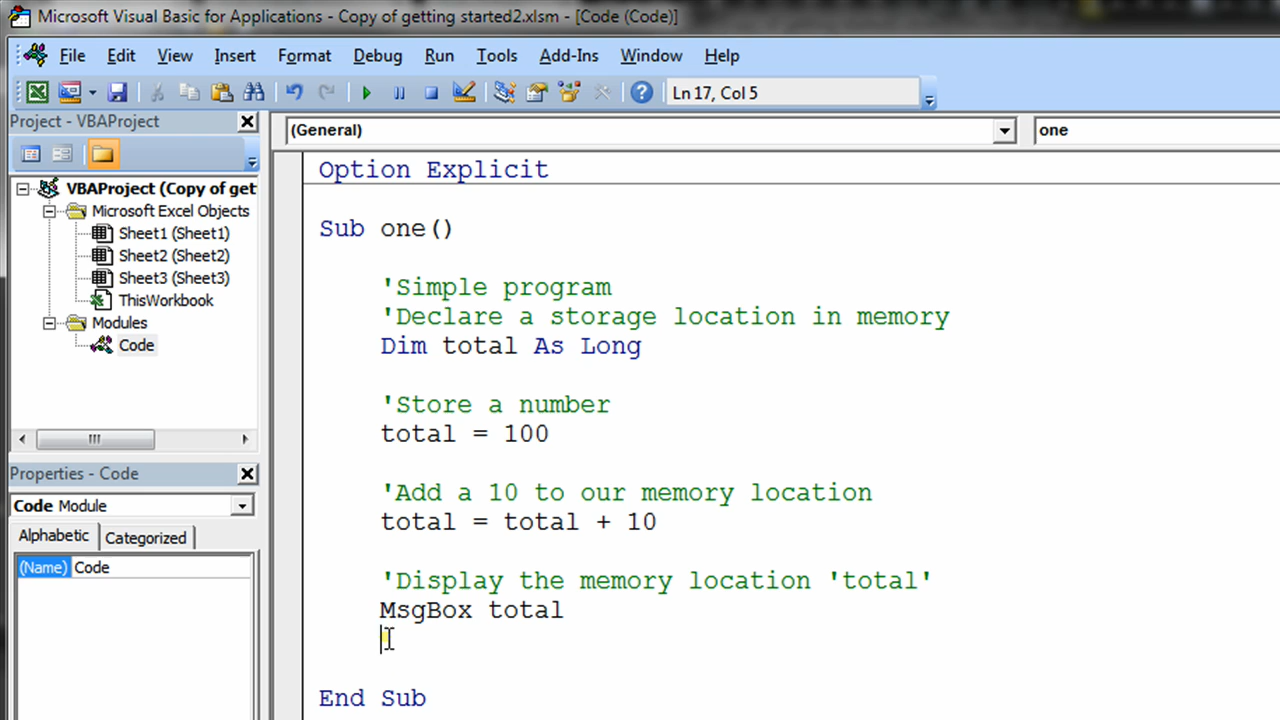 Microsoft Visual Basic for Applications - Copy of getting started2.xlsm - [Code (Code)]
File Edit View Insert Format Debug Run Tools Add-Ins Window Help
Ln 17, Col 5
Project - VBAProject
(General) one
VBAProject (Copy of get
Microsoft Excel Objects
Sheet1 (Sheet1)
Sheet2 (Sheet2)
Sheet3 (Sheet3)
ThisWorkbook
Modules
Code
Properties - Code
Code Module
Alphabetic Categorized
(Name) Code
Option Explicit
Sub one()
'Simple program
'Declare a storage location in memory
Dim total As Long
'Store a number
total = 100
'Add a 10 to our memory location
total = total + 10
'Display the memory location 'total'
MsgBox total
End Sub